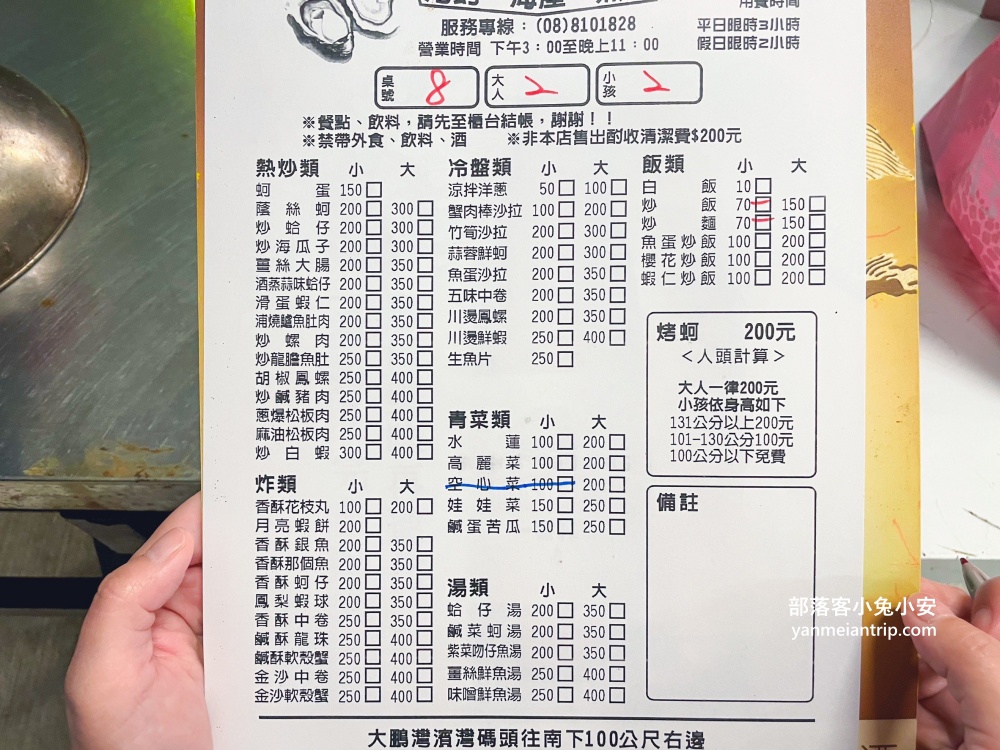 服務專線：(08)8101828
營業時間 下午3：00至晚上11：00
用餐時間
平日限時3小時
假日限時2小時
桌號 8
大人 2
小孩 2
※餐點、飲料，請先至櫃台結帳，謝謝！！
※禁帶外食、飲料、酒 ※非本店售出酌收清潔費$200元
熱炒類 小 大
蚵蛋 150
蔭絲蚵 200 300
炒蛤仔 200 300
炒海瓜子 200 300
薑絲大腸 200 350
酒蒸蒜味蛤仔 200 350
滑蛋蝦仁 200 350
浦燒鱸魚肚肉 200 350
炒螺肉 200 350
炒龍膽魚肚 250 350
胡椒鳳螺 250 400
炒鹹豬肉 250 400
蔥爆松板肉 250 400
麻油松板肉 250 400
炒白蝦 300 400
炸類 小 大
香酥花枝丸 100 200
月亮蝦餅 200
香酥銀魚 200 350
香酥那個魚 200 350
香酥蚵仔 200 350
鳳梨蝦球 200 350
香酥中卷 200 350
鹹酥龍珠 250 400
鹹酥軟殼蟹 250 400
金沙中卷 250 400
金沙軟殼蟹 250 400
冷盤類 小 大
涼拌洋蔥 50 100
蟹肉棒沙拉 100 200
竹筍沙拉 200 300
蒜蓉鮮蚵 200 300
魚蛋沙拉 200 350
五味中卷 200 350
川燙鳳螺 200 350
川燙鮮蝦 250 400
生魚片 250
青菜類 小 大
水蓮 100 200
高麗菜 100 200
空心菜 100 200
娃娃菜 150 250
鹹蛋苦瓜 150 250
湯類 小 大
蛤仔湯 200 350
鹹菜蚵湯 200 350
紫菜吻仔魚湯 200 350
薑絲鮮魚湯 250 400
味噌鮮魚湯 250 400
飯類 小 大
白飯 10
炒飯 70 150
炒麵 70 150
魚蛋炒飯 100 200
櫻花炒飯 100 200
蝦仁炒飯 100 200
烤蚵 200元
＜人頭計算＞
大人一律200元
小孩依身高如下
131公分以上200元
101-130公分100元
100公分以下免費
備註
大鵬灣濱灣碼頭往南下100公尺右邊
部落客小兔小安
yanmeiantrip.com